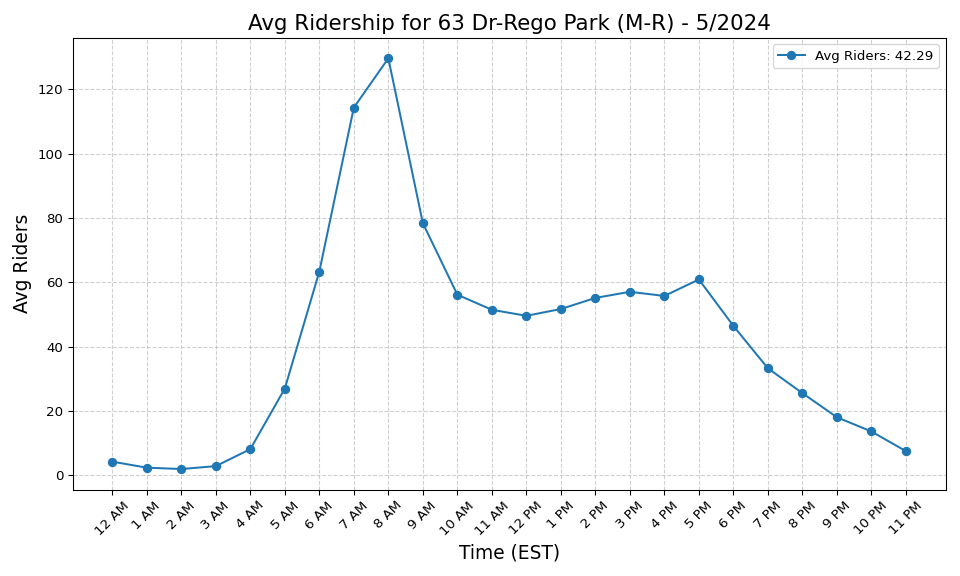 Avg Ridership for 63 Dr-Rego Park (M-R) - 5/2024
Avg Riders: 42.29
120
100
80
60
40
20
0
Avg Riders
12 AM
1 AM
2 AM
3 AM
4 AM
5 AM
6 AM
7 AM
8 AM
9 AM
10 AM
11 AM
12 PM
1 PM
2 PM
3 PM
4 PM
5 PM
6 PM
7 PM
8 PM
9 PM
10 PM
11 PM
Time (EST)